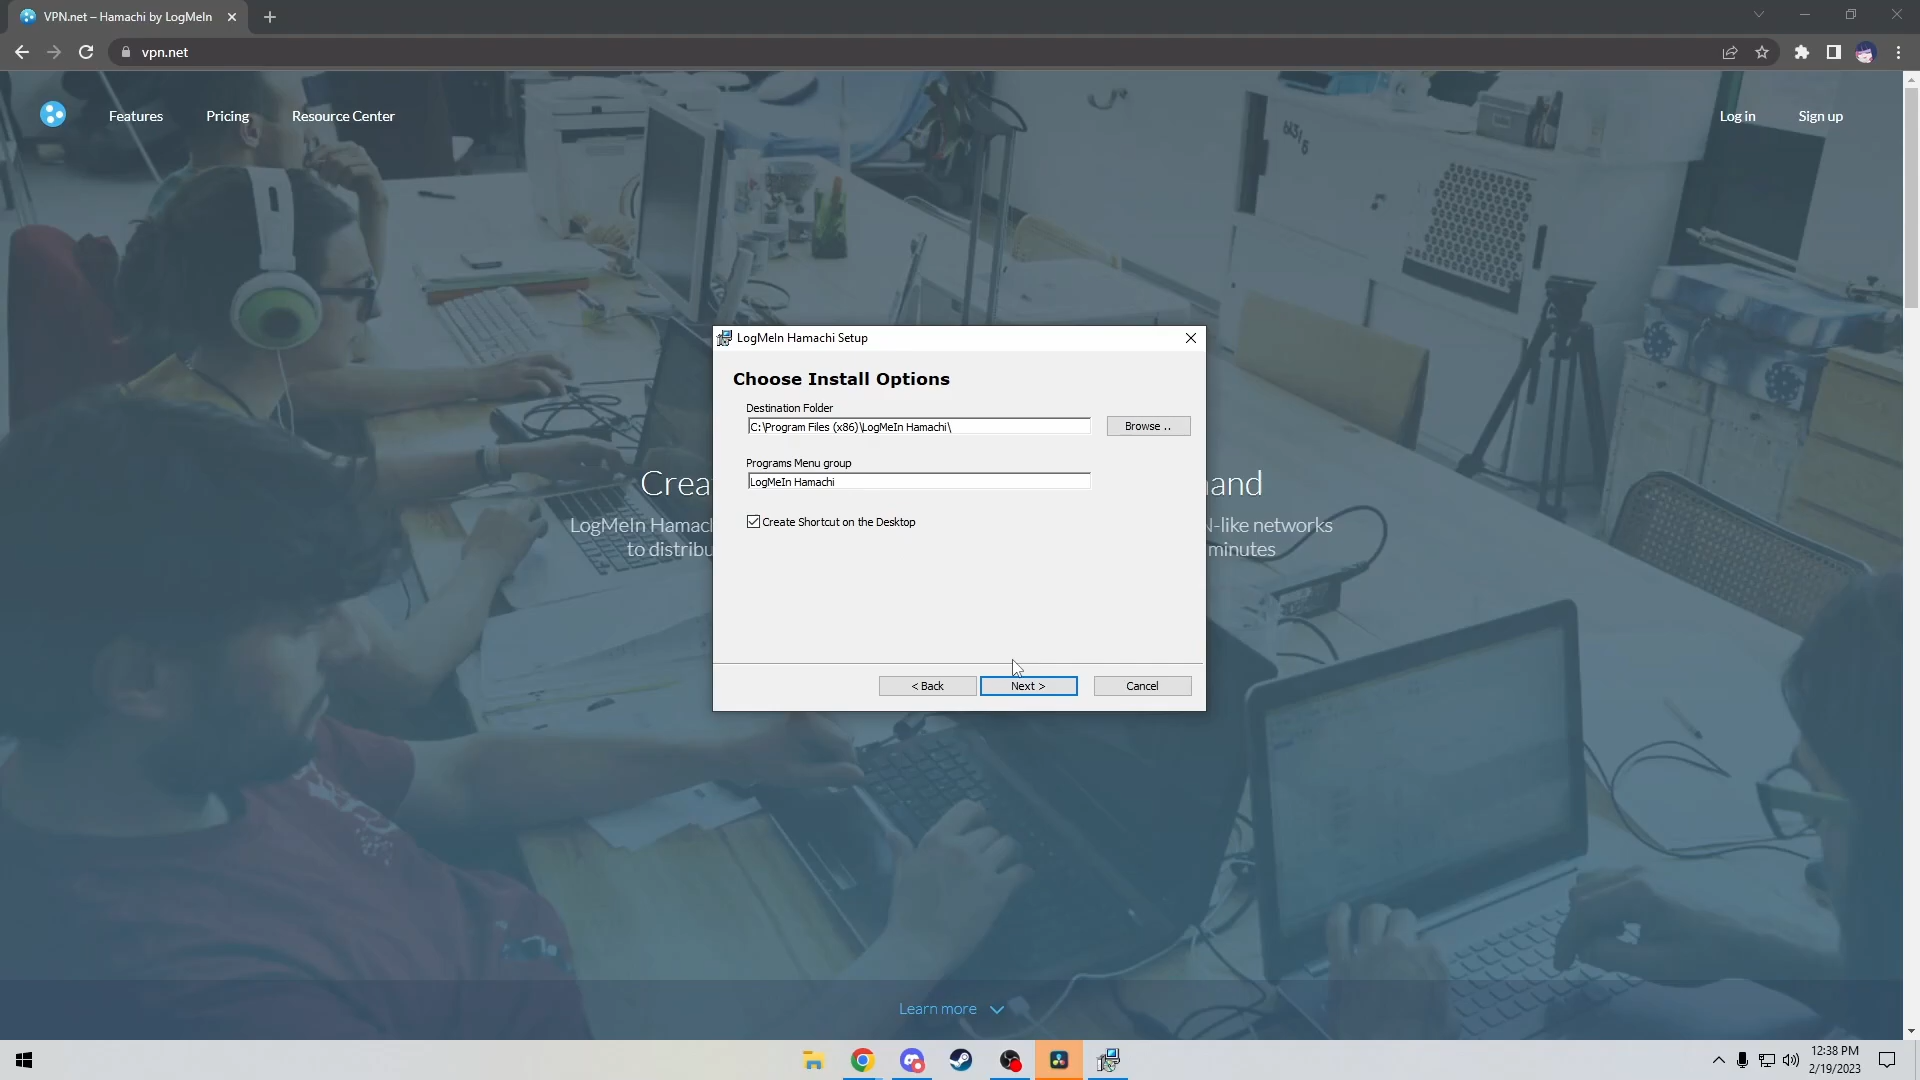 VPN.net – Hamachi by LogMeIn
vpn.net
Features
Pricing
Resource Center
Log in
Sign up
LogMeIn Hamachi Setup
Choose Install Options
Destination Folder
C:\Program Files (x86)\LogMeIn Hamachi\
Browse ..
Programs Menu group
LogMeIn Hamachi
Create Shortcut on the Desktop
< Back
Next >
Cancel
Crea
and
LogMeIn Hamac
N-like networks
to distribu
minutes
Learn more
12:38 PM
2/19/2023